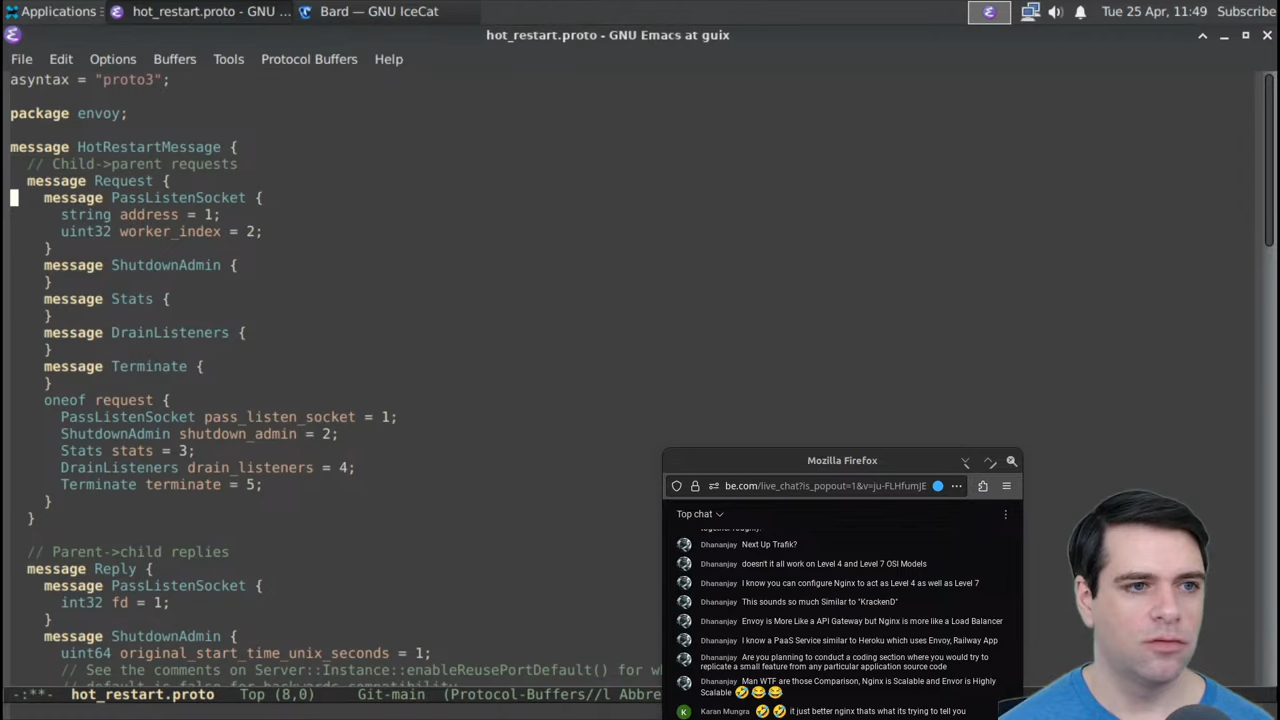 Applications
hot_restart.proto - GNU ...
Bard — GNU IceCat
Tue 25 Apr, 11:49
Subscribe
hot_restart.proto - GNU Emacs at guix
File Edit Options Buffers Tools Protocol Buffers Help
asyntax = "proto3";
package envoy;
message HotRestartMessage {
// Child->parent requests
message Request {
message PassListenSocket {
string address = 1;
uint32 worker_index = 2;
}
message ShutdownAdmin {
}
message Stats {
}
message DrainListeners {
}
message Terminate {
}
oneof request {
PassListenSocket pass_listen_socket = 1;
ShutdownAdmin shutdown_admin = 2;
Stats stats = 3;
DrainListeners drain_listeners = 4;
Terminate terminate = 5;
}
}
// Parent->child replies
message Reply {
message PassListenSocket {
int32 fd = 1;
}
message ShutdownAdmin {
uint64 original_start_time_unix_seconds = 1;
// See the comments on Server::Instance::enableReusePortDefault() for w
-:**- hot_restart.proto Top (8,0) Git-main (Protocol-Buffers//l Abbre
Mozilla Firefox
be.com/live_chat?is_popout=1&v=ju-FLHfumJE
Top chat
Dhananjay Next Up Trafik?
Dhananjay doesn't it all work on Level 4 and Level 7 OSI Models
Dhananjay I know you can configure Nginx to act as Level 4 as well as Level 7
Dhananjay This sounds so much Similar to "KrackenD"
Dhananjay Envoy is More Like a API Gateway but Nginx is more like a Load Balancer
Dhananjay I know a PaaS Service similar to Heroku which uses Envoy, Railway App
Dhananjay Are you planning to conduct a coding section where you would try to
replicate a small feature from any particular application source code
Dhananjay Man WTF are those Comparison, Nginx is Scalable and Envor is Highly
Scalable 🤣😂😂
K Karan Mungra 🤣🤣 it just better nginx thats what its trying to tell you